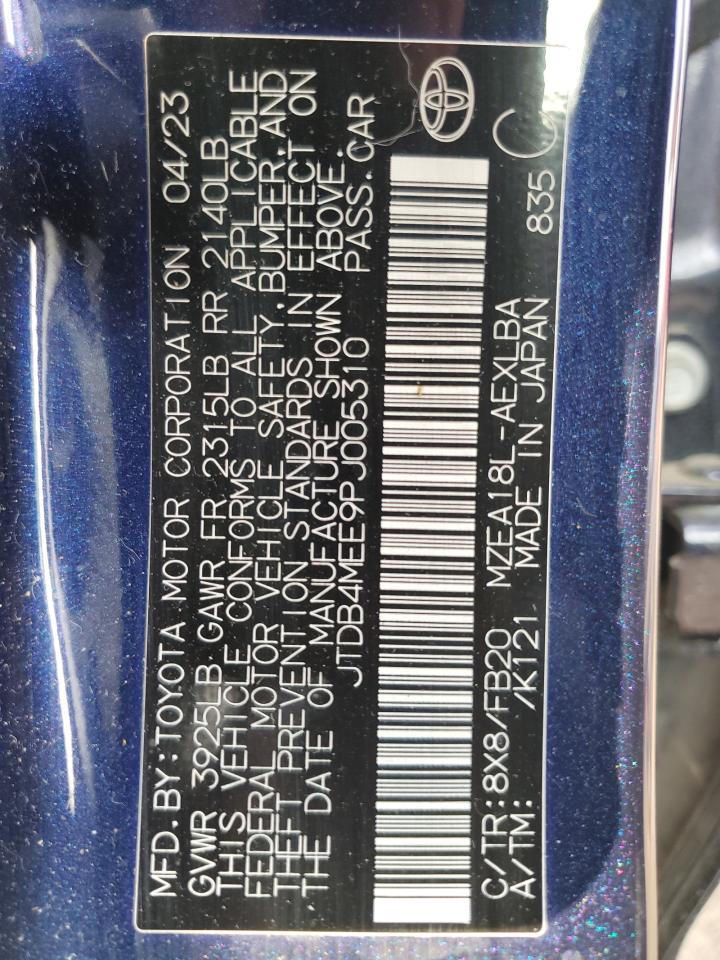 MFD.BY:TOYOTA MOTOR CORPORATION 04/23
GVWR 3925LB GAWR FR 2315LB RR 2140LB
THIS VEHICLE CONFORMS TO ALL APPLICABLE
FEDERAL MOTOR VEHICLE SAFETY,BUMPER,AND
THEFT PREVENTION STANDARDS IN EFFECT ON
THE DATE OF MANUFACTURE SHOWN ABOVE.
JTDB4MEE9PJ005310 PASS.CAR
C/TR:8X8/FB20 MZEA18L-AEXLBA 835 C
A/TM: /K121 MADE IN JAPAN